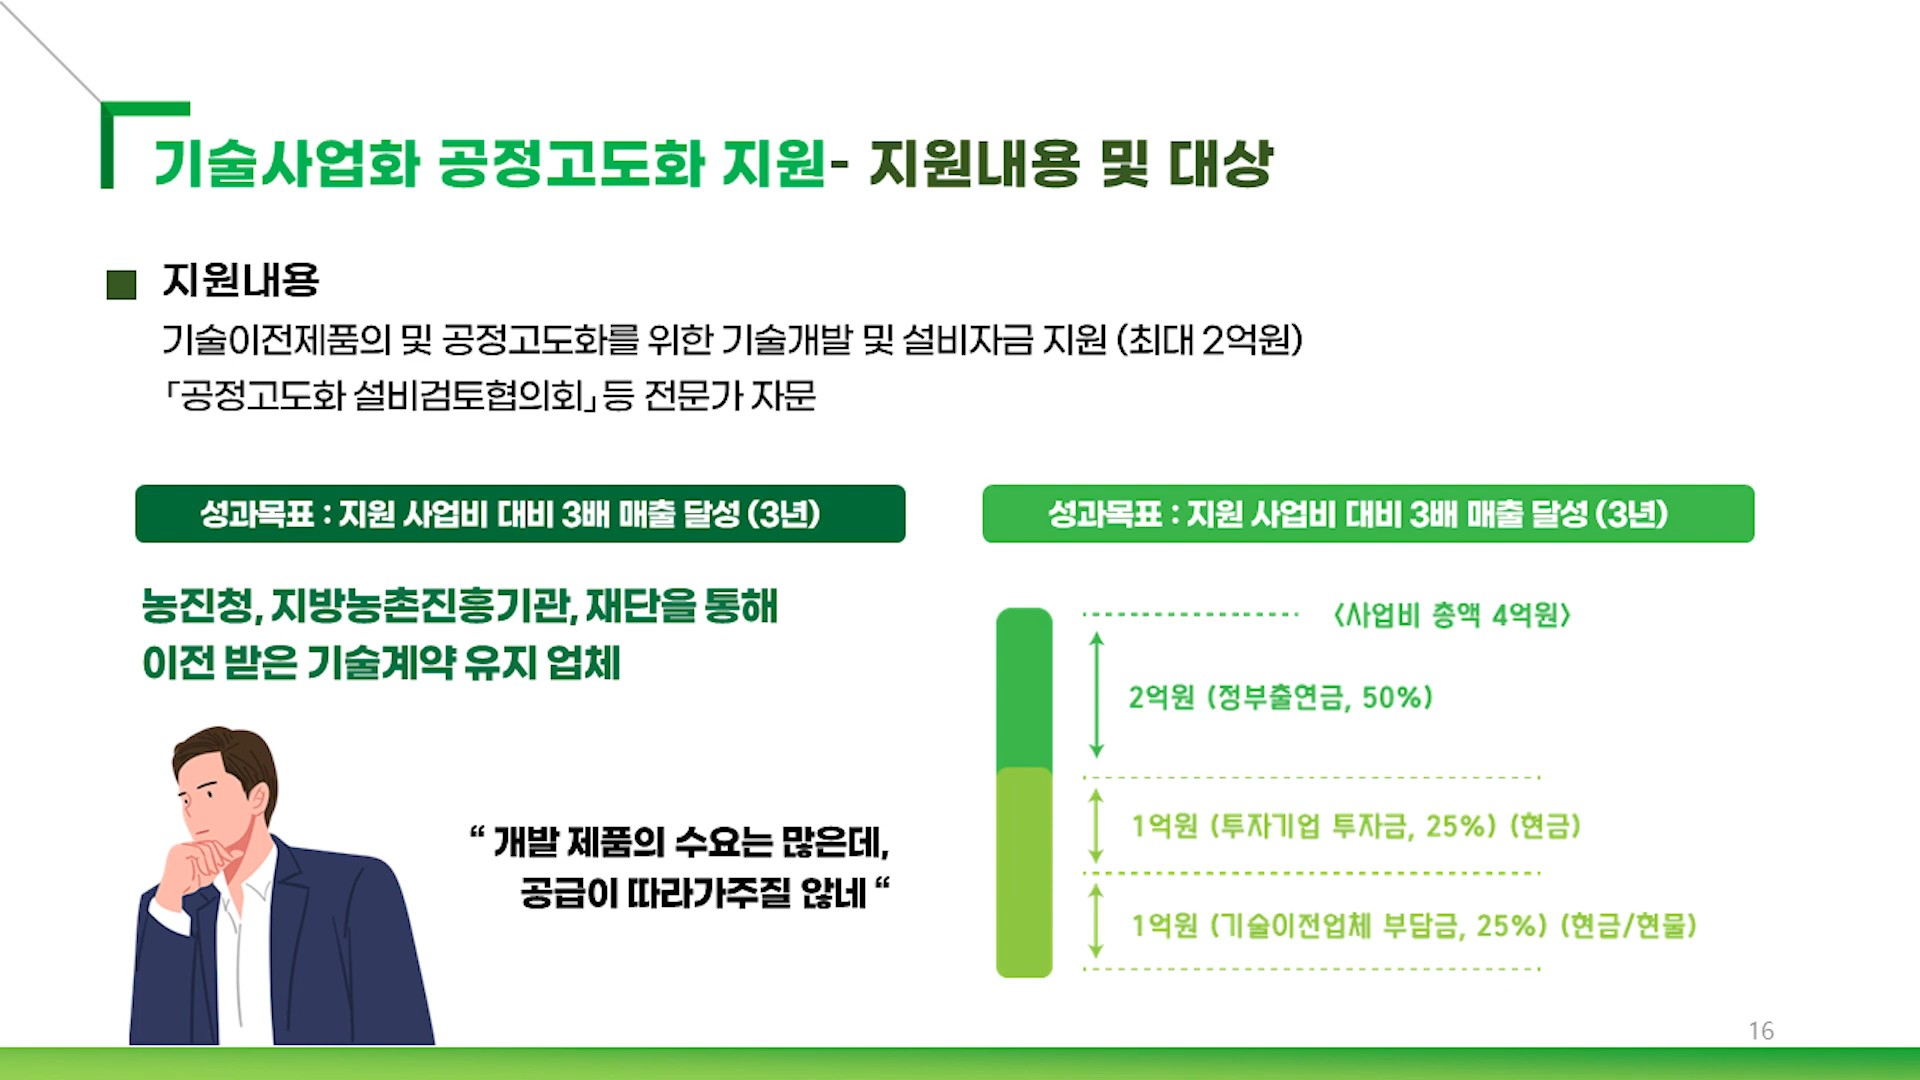 기술사업화 공정고도화 지원- 지원내용 및 대상
지원내용
기술이전제품의 및 공정고도화를 위한 기술개발 및 설비자금 지원 (최대 2억원)
「공정고도화 설비검토협의회」 등 전문가 자문
성과목표 : 지원 사업비 대비 3배 매출 달성 (3년)
농진청, 지방농촌진흥기관, 재단을 통해
이전 받은 기술계약 유지 업체
“ 개발 제품의 수요는 많은데,
공급이 따라가주질 않네 “
성과목표 : 지원 사업비 대비 3배 매출 달성 (3년)
<사업비 총액 4억원>
2억원 (정부출연금, 50%)
1억원 (투자기업 투자금, 25%) (현금)
1억원 (기술이전업체 부담금, 25%) (현금/현물)
16